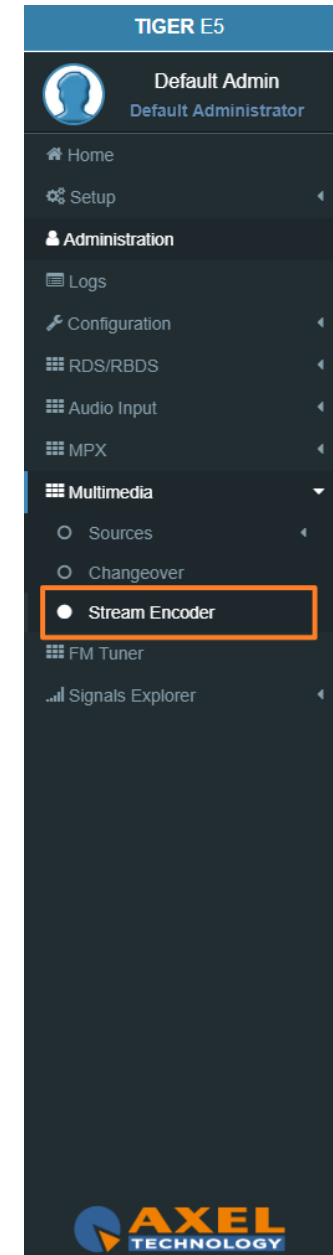 TIGER E5
Default Admin
Default Administrator
Home
Setup
Administration
Logs
Configuration
RDS/RBDS
Audio Input
MPX
Multimedia
Sources
Changeover
Stream Encoder
FM Tuner
Signals Explorer
AXEL
TECHNOLOGY